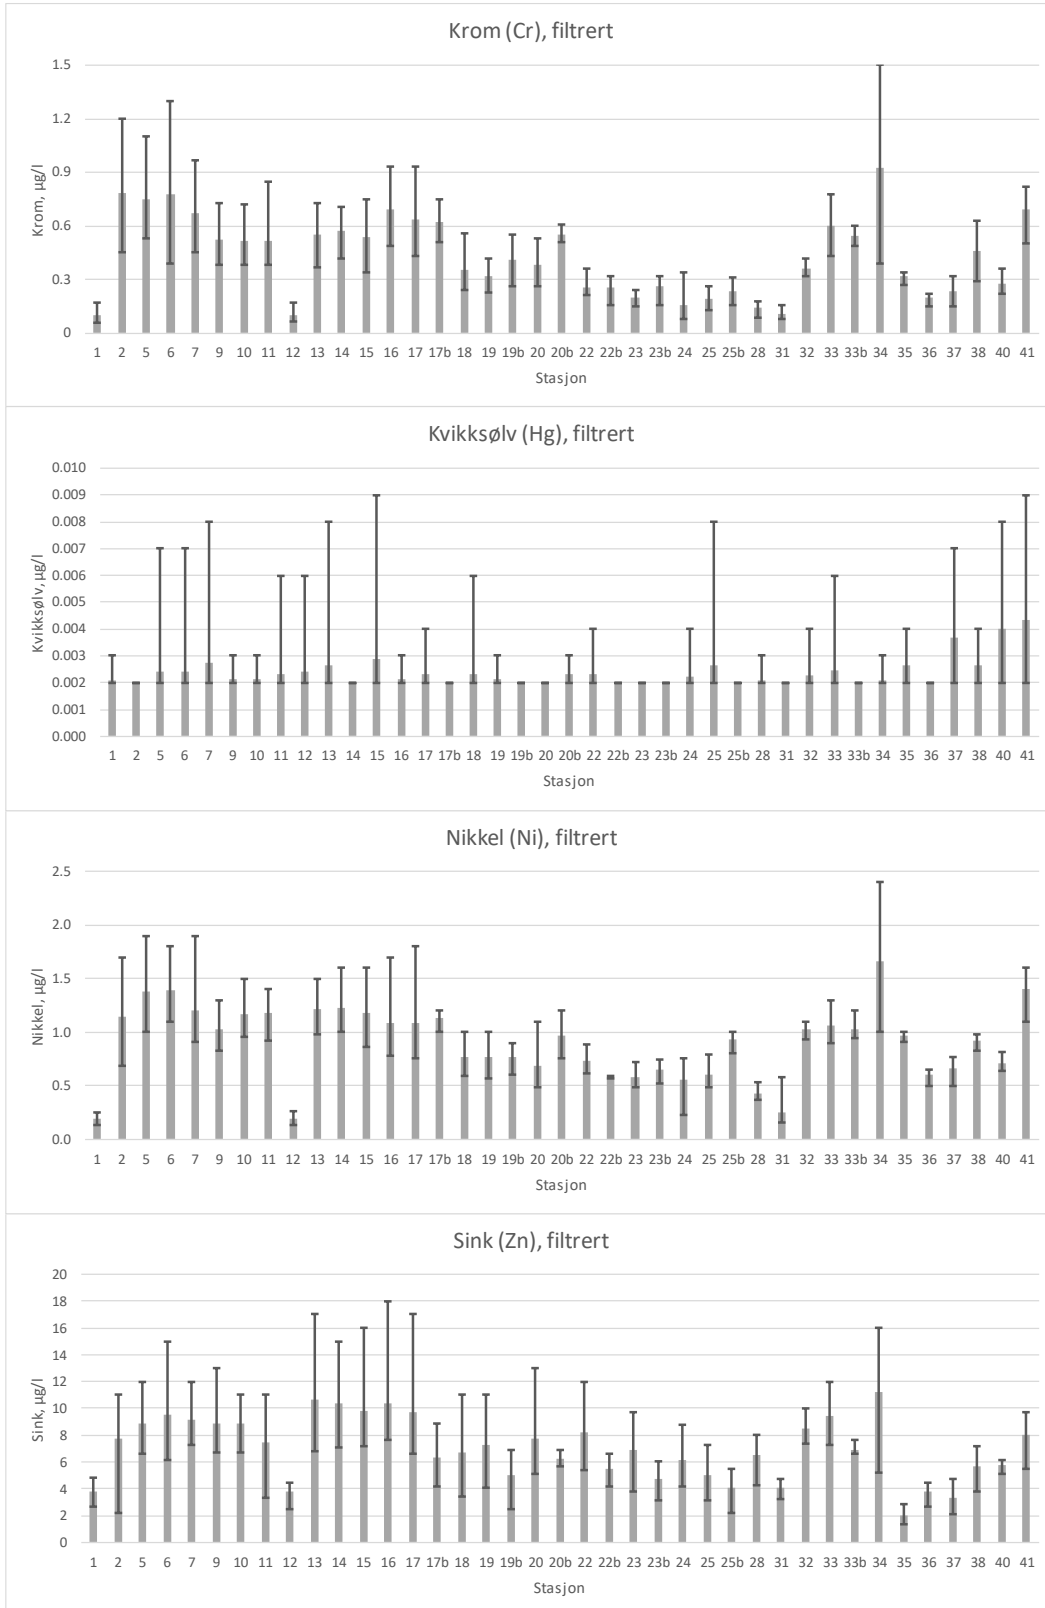 Krom (Cr), filtrert
1.5
1.2
0.9
0.6
0.3
0
Krom, µg/l
1 2 5 6 7 9 10 11 12 13 14 15 16 17 17b 18 19 19b 20 20b 22 22b 23 23b 24 25 25b 28 31 32 33 33b 34 35 36 37 38 40 41
Stasjon
Kvikksølv (Hg), filtrert
0.010
0.009
0.008
0.007
0.006
0.005
0.004
0.003
0.002
0.001
0.000
Kvikksølv, µg/l
1 2 5 6 7 9 10 11 12 13 14 15 16 17 17b 18 19 19b 20 20b 22 22b 23 23b 24 25 25b 28 31 32 33 33b 34 35 36 37 38 40 41
Stasjon
Nikkel (Ni), filtrert
2.5
2.0
1.5
1.0
0.5
0.0
Nikkel, µg/l
1 2 5 6 7 9 10 11 12 13 14 15 16 17 17b 18 19 19b 20 20b 22 22b 23 23b 24 25 25b 28 31 32 33 33b 34 35 36 37 38 40 41
Stasjon
Sink (Zn), filtrert
20
18
16
14
12
10
8
6
4
2
0
Sink, µg/l
1 2 5 6 7 9 10 11 12 13 14 15 16 17 17b 18 19 19b 20 20b 22 22b 23 23b 24 25 25b 28 31 32 33 33b 34 35 36 37 38 40 41
Stasjon